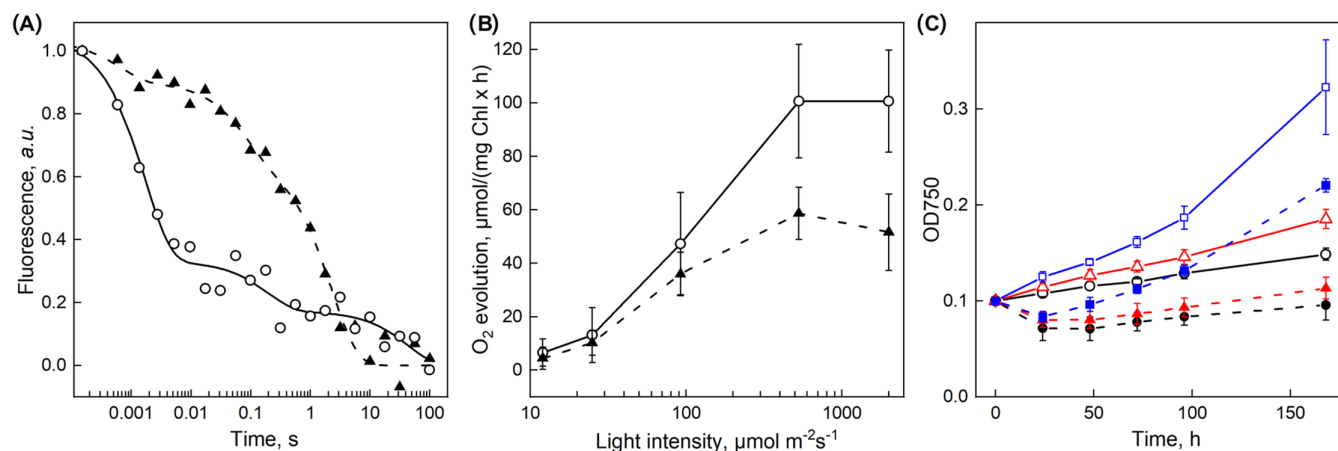 (A)
Fluorescence, a.u.
1.0
0.8
0.6
0.4
0.2
0.0
0.001 0.01 0.1 1 10 100
Time, s
(B)
O₂ evolution, µmol/(mg Chl x h)
120
100
80
60
40
20
0
10 100 1000
Light intensity, µmol m⁻²s⁻¹
(C)
OD750
0.3
0.2
0.1
0.0
0 50 100 150
Time, h